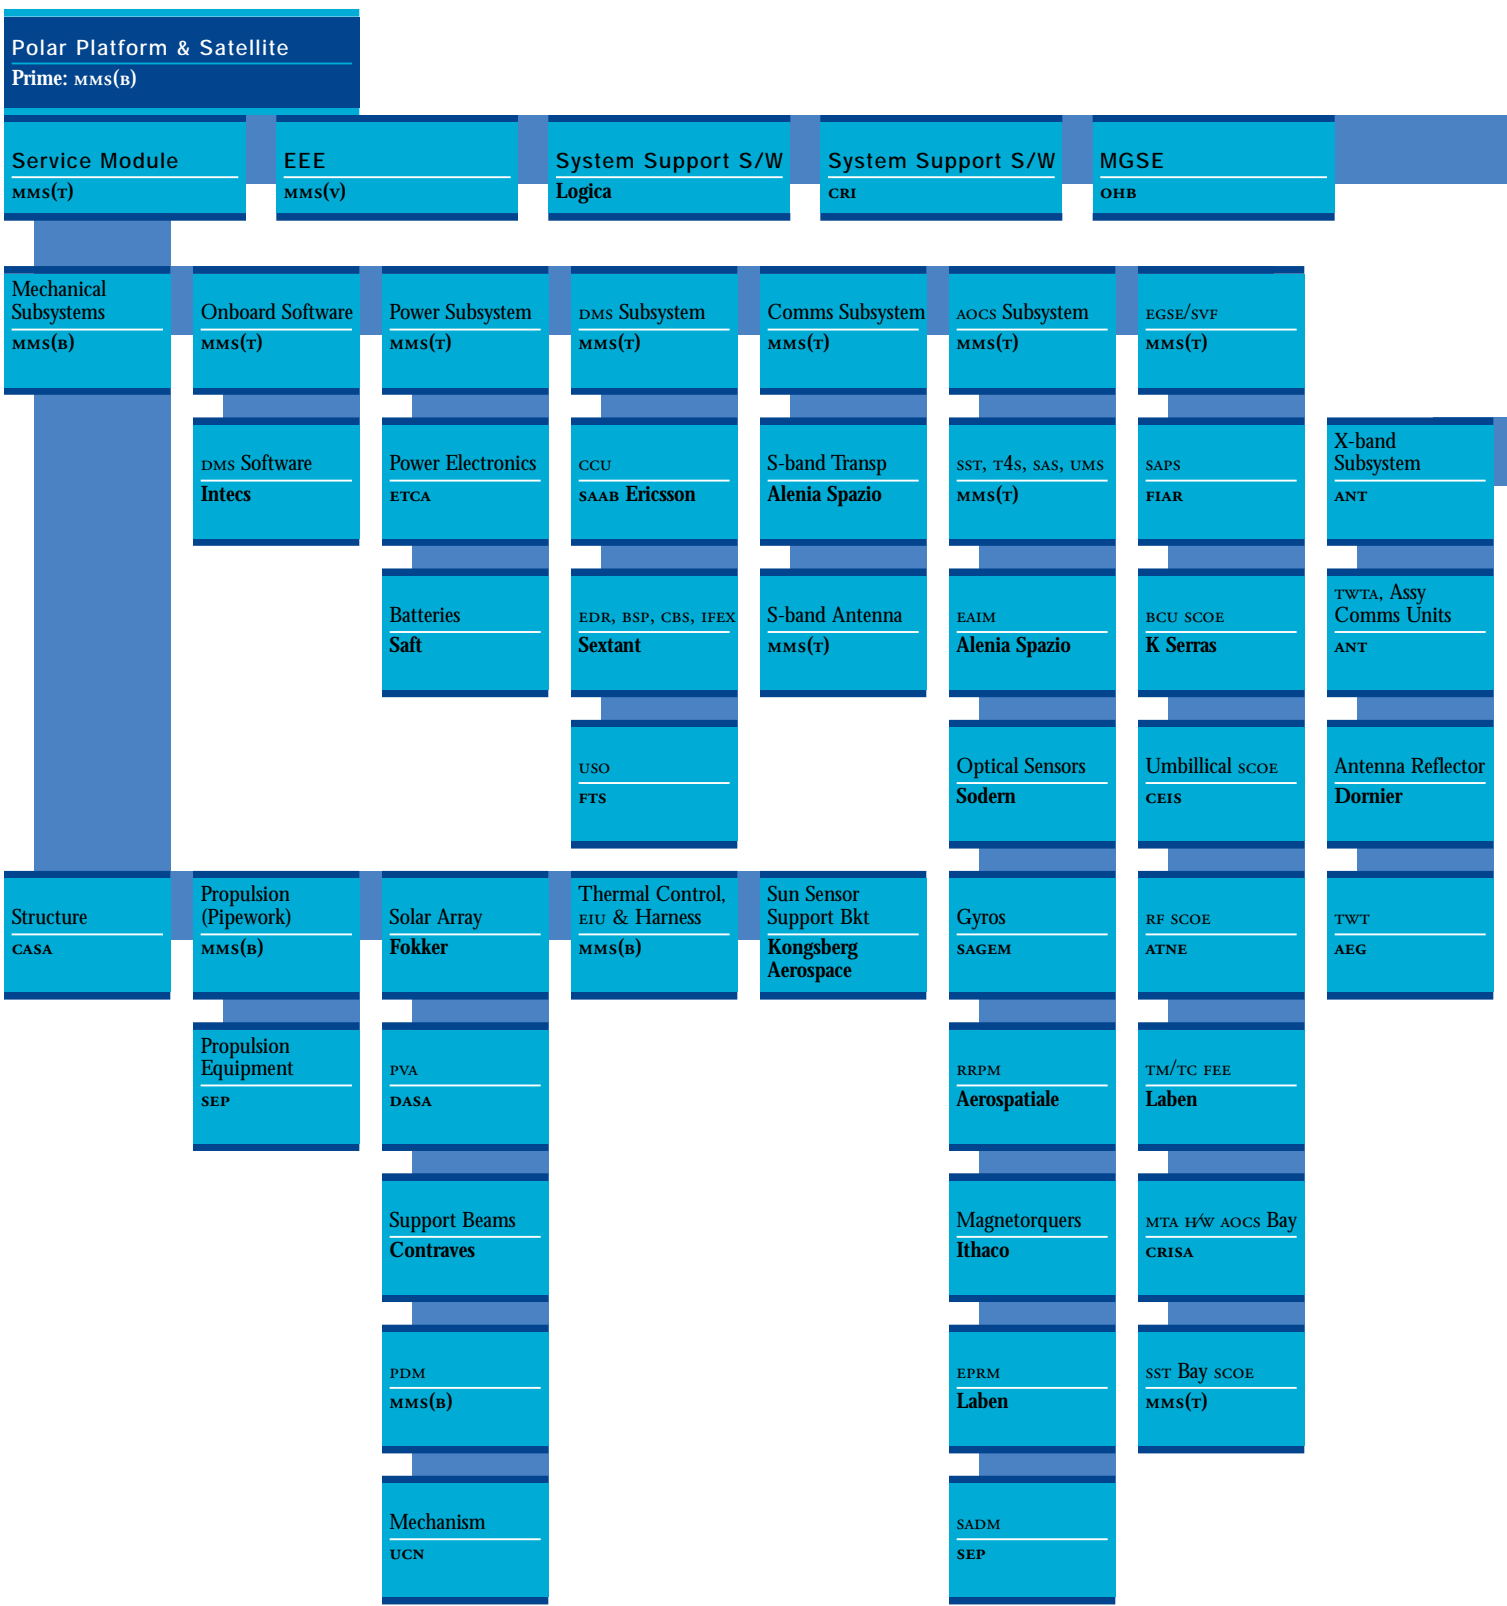 Polar Platform & Satellite
Prime: MMS(B)
Service Module
MMS(T)
EEE
MMS(V)
System Support S/W
Logica
System Support S/W
CRI
MGSE
OHB
Mechanical
Subsystems
MMS(B)
Onboard Software
MMS(T)
Power Subsystem
MMS(T)
DMS Subsystem
MMS(T)
Comms Subsystem
MMS(T)
AOCS Subsystem
MMS(T)
EGSE/SVF
MMS(T)
DMS Software
Intecs
Power Electronics
ETCA
CCU
SAAB Ericsson
S-band Transp
Alenia Spazio
SST, T4S, SAS, UMS
MMS(T)
SAPS
FIAR
X-band
Subsystem
ANT
Batteries
Saft
EDR, BSP, CBS, IFEX
Sextant
S-band Antenna
MMS(T)
EAIM
Alenia Spazio
BCU SCOE
K Serras
TWTA, Assy
Comms Units
ANT
USO
FTS
Optical Sensors
Sodern
Umbillical SCOE
CEIS
Antenna Reflector
Dornier
Structure
CASA
Propulsion
(Pipework)
MMS(B)
Solar Array
Fokker
Thermal Control,
EIU & Harness
MMS(B)
Sun Sensor
Support Bkt
Kongsberg
Aerospace
Gyros
SAGEM
RF SCOE
ATNE
TWT
AEG
Propulsion
Equipment
SEP
PVA
DASA
RRPM
Aerospatiale
TM/TC FEE
Laben
Support Beams
Contraves
Magnetorquers
Ithaco
MTA H/W AOCS Bay
CRISA
PDM
MMS(B)
EPRM
Laben
SST Bay SCOE
MMS(T)
Mechanism
UCN
SADM
SEP